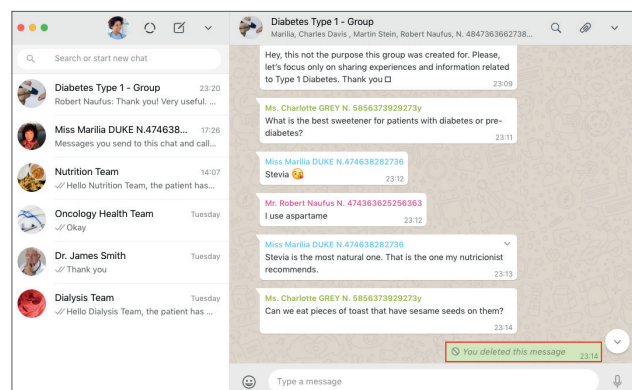 Search or start new chat
Diabetes Type 1 - Group 23:20
Robert Naufus: Thank you! Very useful. ...
Miss Marilia DUKE N.474638... 17:26
Messages you send to this chat and call...
Nutrition Team 14:07
Hello Nutrition Team, the patient has...
Oncology Health Team Tuesday
Okay
Dr. James Smith Tuesday
Thank you
Dialysis Team Tuesday
Hello Dialysis Team, the patient has ...
Diabetes Type 1 - Group
Marilia, Charles Davis , Martin Stein, Robert Naufus, N. 4847363662738...
Hey, this not the purpose this group was created for. Please,
let's focus only on sharing experiences and information related
to Type 1 Diabetes. Thank you □
23:09
Ms. Charlotte GREY N. 5856373929273y
What is the best sweetener for patients with diabetes or pre-
diabetes?
23:11
Miss Marilia DUKE N.474638282736
Stevia 😘
23:12
Mr. Robert Naufus N. 474363625256363
I use aspartame
23:12
Miss Marilia DUKE N.474638282736
Stevia is the most natural one. That is the one my nutricionist
recommends.
23:13
Ms. Charlotte GREY N. 5856373929273y
Can we eat pieces of toast that have sesame seeds on them?
23:14
You deleted this message 23:14
Type a message